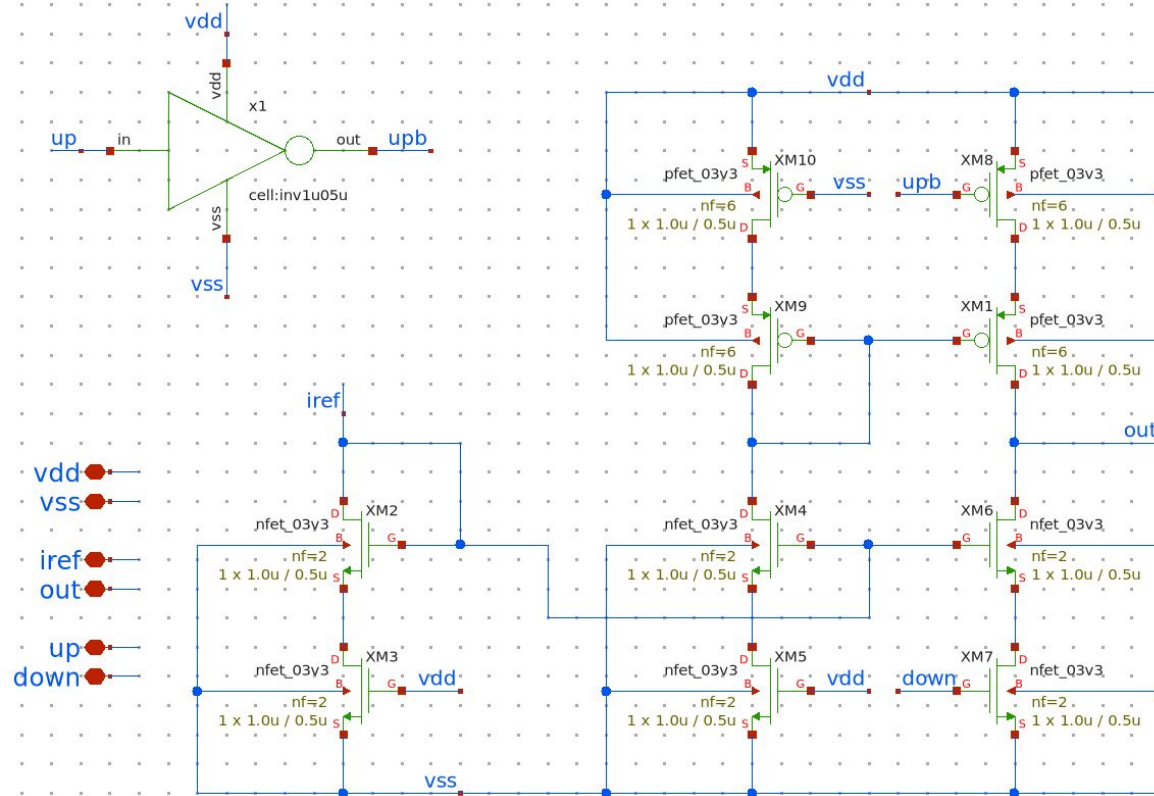 vdd
vdd
x1
up
in
out
upb
cell:inv1u05u
vss
vss
vdd
S
XM10
pfet_03v3
B
G
vss
nf=6
1 x 1.0u / 0.5u
D
upb
S
XM8
pfet_03v3
G
B
nf=6
1 x 1.0u / 0.5u
D
S
XM9
pfet_03v3
B
G
nf=6
1 x 1.0u / 0.5u
D
S
XM1
pfet_03v3
G
B
nf=6
1 x 1.0u / 0.5u
D
iref
out
vdd
vss
iref
out
up
down
D
XM2
nfet_03v3
B
G
nf=2
1 x 1.0u / 0.5u
S
D
XM4
nfet_03v3
B
G
nf=2
1 x 1.0u / 0.5u
S
D
XM6
nfet_03v3
G
B
nf=2
1 x 1.0u / 0.5u
S
D
XM3
nfet_03v3
B
G
vdd
nf=2
1 x 1.0u / 0.5u
S
D
XM5
nfet_03v3
B
G
vdd
nf=2
1 x 1.0u / 0.5u
S
down
D
XM7
nfet_03v3
G
B
nf=2
1 x 1.0u / 0.5u
S
vss